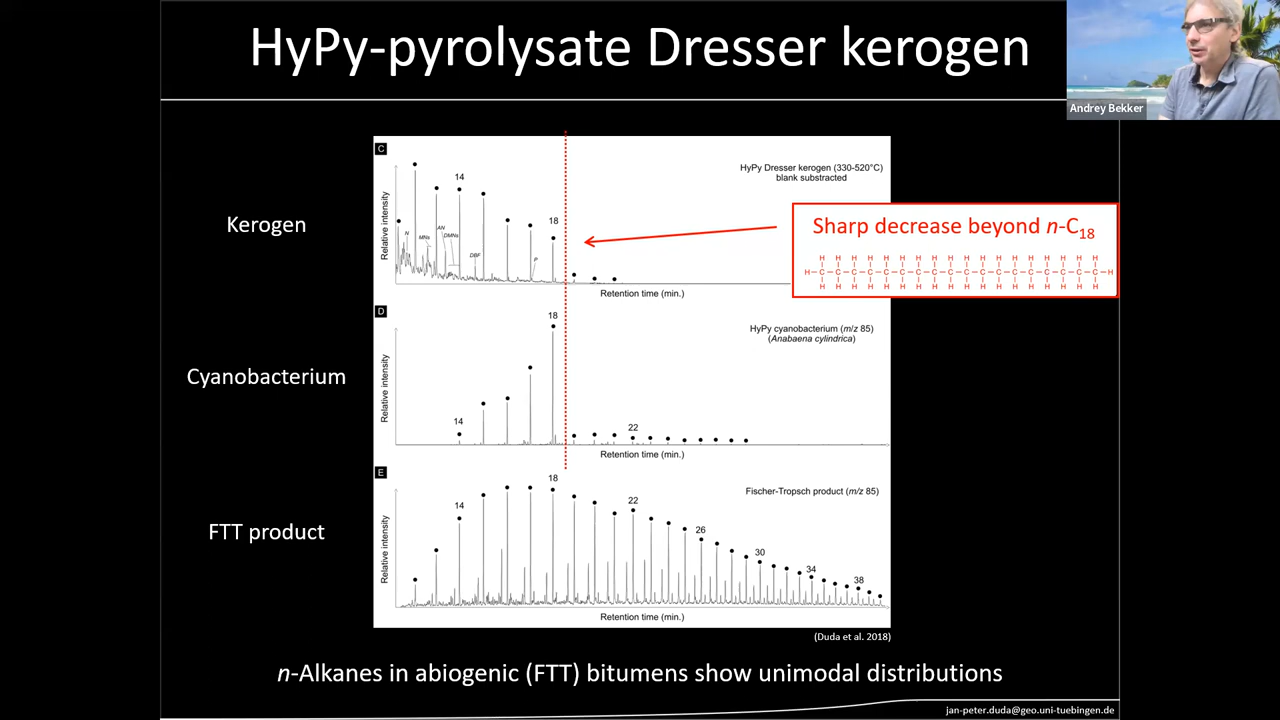 HyPy-pyrolysate Dresser kerogen
Andrey Bekker
Kerogen
Cyanobacterium
FTT product
C
HyPy Dresser kerogen (330-520°C)
blank substracted
Relative intensity
14
18
N
MNs
AN
DMNs
DBF
P
Retention time (min.)
Sharp decrease beyond n-C18
D
HyPy cyanobacterium (m/z 85)
(Anabaena cylindrica)
Relative intensity
14
18
22
Retention time (min.)
E
Fischer-Tropsch product (m/z 85)
Relative intensity
14
18
22
26
30
34
38
Retention time (min.)
(Duda et al. 2018)
n-Alkanes in abiogenic (FTT) bitumens show unimodal distributions
jan-peter.duda@geo.uni-tuebingen.de